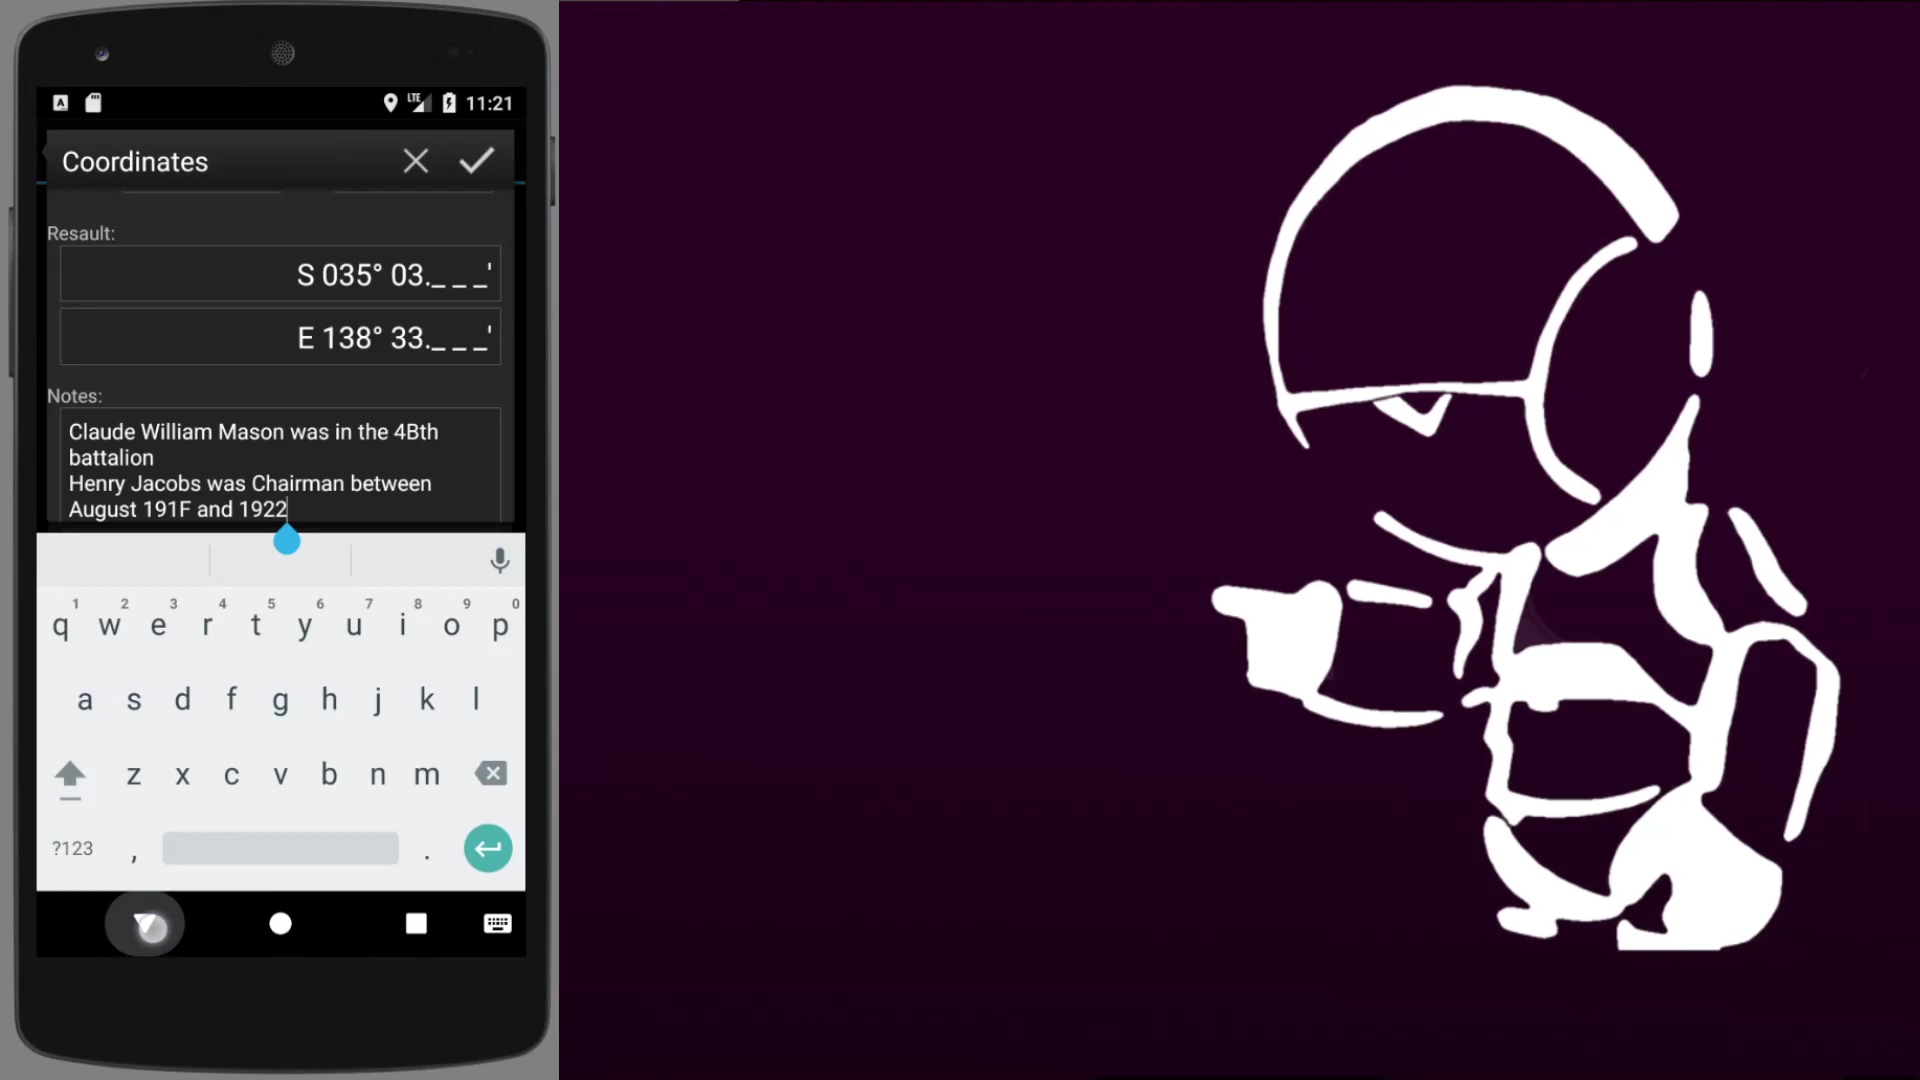 LTE 11:21
Coordinates
Resault:
S 035° 03._ _ _'
E 138° 33._ _ _'
Notes:
Claude William Mason was in the 4Bth
battalion
Henry Jacobs was Chairman between
August 191F and 1922
1 2 3 4 5 6 7 8 9 0
q w e r t y u i o p
a s d f g h j k l
z x c v b n m
?123 , .